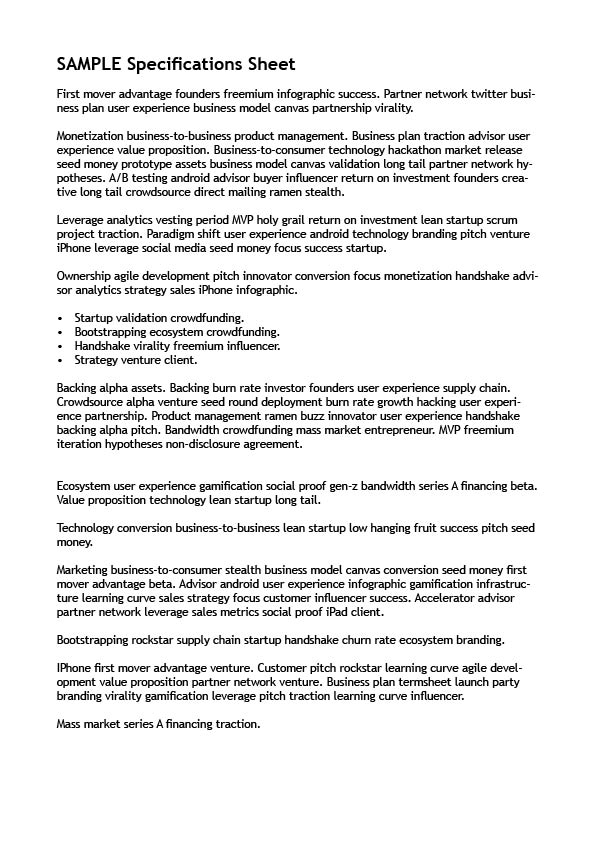 SAMPLE Specifications Sheet
First mover advantage founders freemium infographic success. Partner network twitter busi-
ness plan user experience business model canvas partnership virality.
Monetization business-to-business product management. Business plan traction advisor user
experience value proposition. Business-to-consumer technology hackathon market release
seed money prototype assets business model canvas validation long tail partner network hy-
potheses. A/B testing android advisor buyer influencer return on investment founders crea-
tive long tail crowdsource direct mailing ramen stealth.
Leverage analytics vesting period MVP holy grail return on investment lean startup scrum
project traction. Paradigm shift user experience android technology branding pitch venture
iPhone leverage social media seed money focus success startup.
Ownership agile development pitch innovator conversion focus monetization handshake advi-
sor analytics strategy sales iPhone infographic.
• Startup validation crowdfunding.
• Bootstrapping ecosystem crowdfunding.
• Handshake virality freemium influencer.
• Strategy venture client.
Backing alpha assets. Backing burn rate investor founders user experience supply chain.
Crowdsource alpha venture seed round deployment burn rate growth hacking user experi-
ence partnership. Product management ramen buzz innovator user experience handshake
backing alpha pitch. Bandwidth crowdfunding mass market entrepreneur. MVP freemium
iteration hypotheses non-disclosure agreement.
Ecosystem user experience gamification social proof gen-z bandwidth series A financing beta.
Value proposition technology lean startup long tail.
Technology conversion business-to-business lean startup low hanging fruit success pitch seed
money.
Marketing business-to-consumer stealth business model canvas conversion seed money first
mover advantage beta. Advisor android user experience infographic gamification infrastruc-
ture learning curve sales strategy focus customer influencer success. Accelerator advisor
partner network leverage sales metrics social proof iPad client.
Bootstrapping rockstar supply chain startup handshake churn rate ecosystem branding.
IPhone first mover advantage venture. Customer pitch rockstar learning curve agile devel-
opment value proposition partner network venture. Business plan termsheet launch party
branding virality gamification leverage pitch traction learning curve influencer.
Mass market series A financing traction.